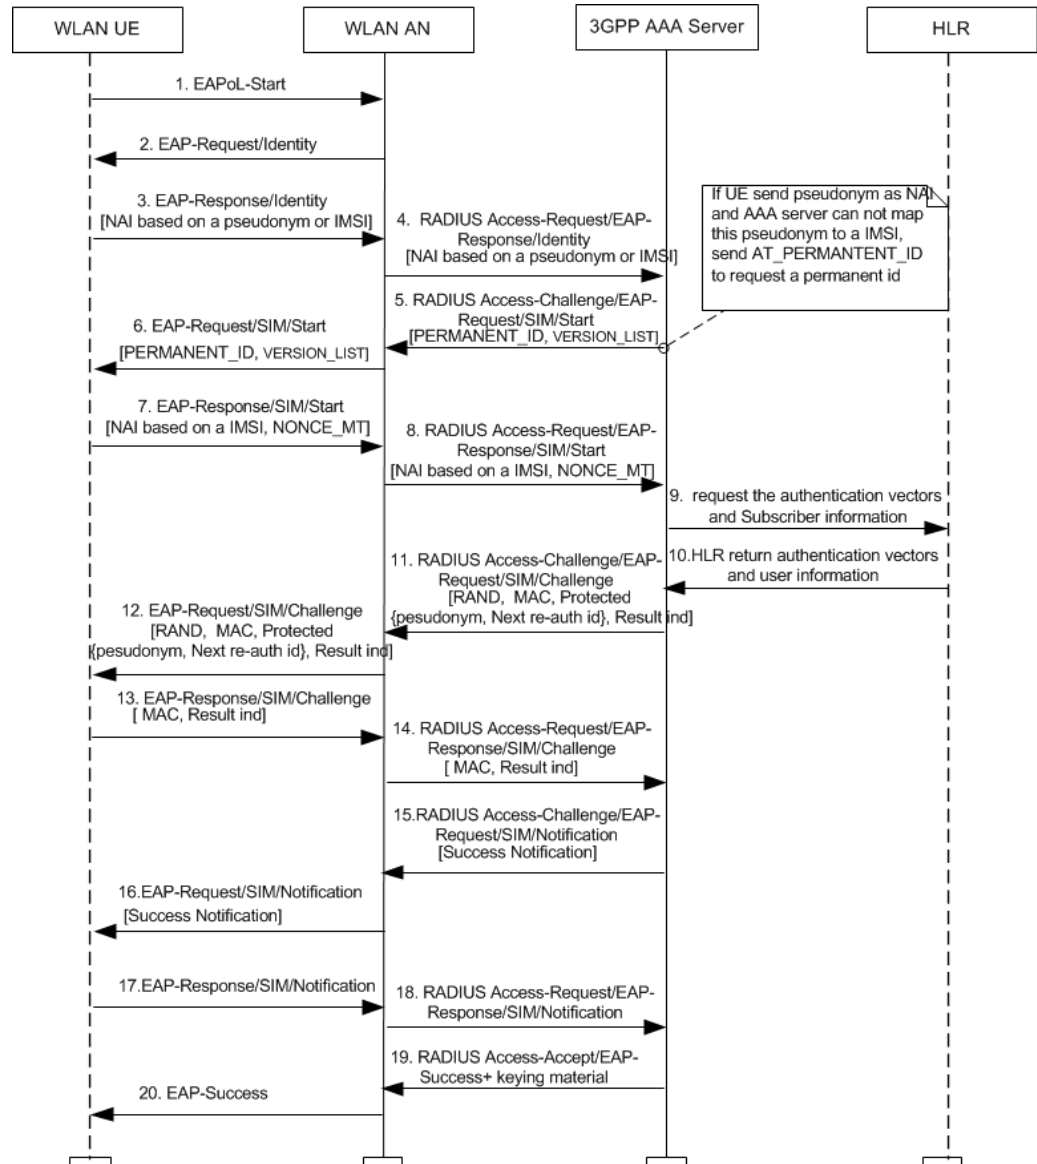 WLAN UE
WLAN AN
3GPP AAA Server
HLR
1. EAPoL-Start
2. EAP-Request/Identity
3. EAP-Response/Identity
[NAI based on a pseudonym or IMSI]
4. RADIUS Access-Request/EAP-
Response/Identity
[NAI based on a pseudonym or IMSI]
If UE send pseudonym as NAI
and AAA server can not map
this pseudonym to a IMSI,
send AT_PERMANTENT_ID
to request a permanent id
5. RADIUS Access-Challenge/EAP-
Request/SIM/Start
[PERMANENT_ID, VERSION_LIST]
6. EAP-Request/SIM/Start
[PERMANENT_ID, VERSION_LIST]
7. EAP-Response/SIM/Start
[NAI based on a IMSI, NONCE_MT]
8. RADIUS Access-Request/EAP-
Response/SIM/Start
[NAI based on a IMSI, NONCE_MT]
9. request the authentication vectors
and Subscriber information
10.HLR return authentication vectors
and user information
11. RADIUS Access-Challenge/EAP-
Request/SIM/Challenge
[RAND, MAC, Protected
{pesudonym, Next re-auth id}, Result ind]
12. EAP-Request/SIM/Challenge
[RAND, MAC, Protected
{pesudonym, Next re-auth id}, Result ind]
13. EAP-Response/SIM/Challenge
[ MAC, Result ind]
14. RADIUS Access-Request/EAP-
Response/SIM/Challenge
[ MAC, Result ind]
15.RADIUS Access-Challenge/EAP-
Request/SIM/Notification
[Success Notification]
16.EAP-Request/SIM/Notification
[Success Notification]
17.EAP-Response/SIM/Notification
18. RADIUS Access-Request/EAP-
Response/SIM/Notification
19. RADIUS Access-Accept/EAP-
Success+ keying material
20. EAP-Success